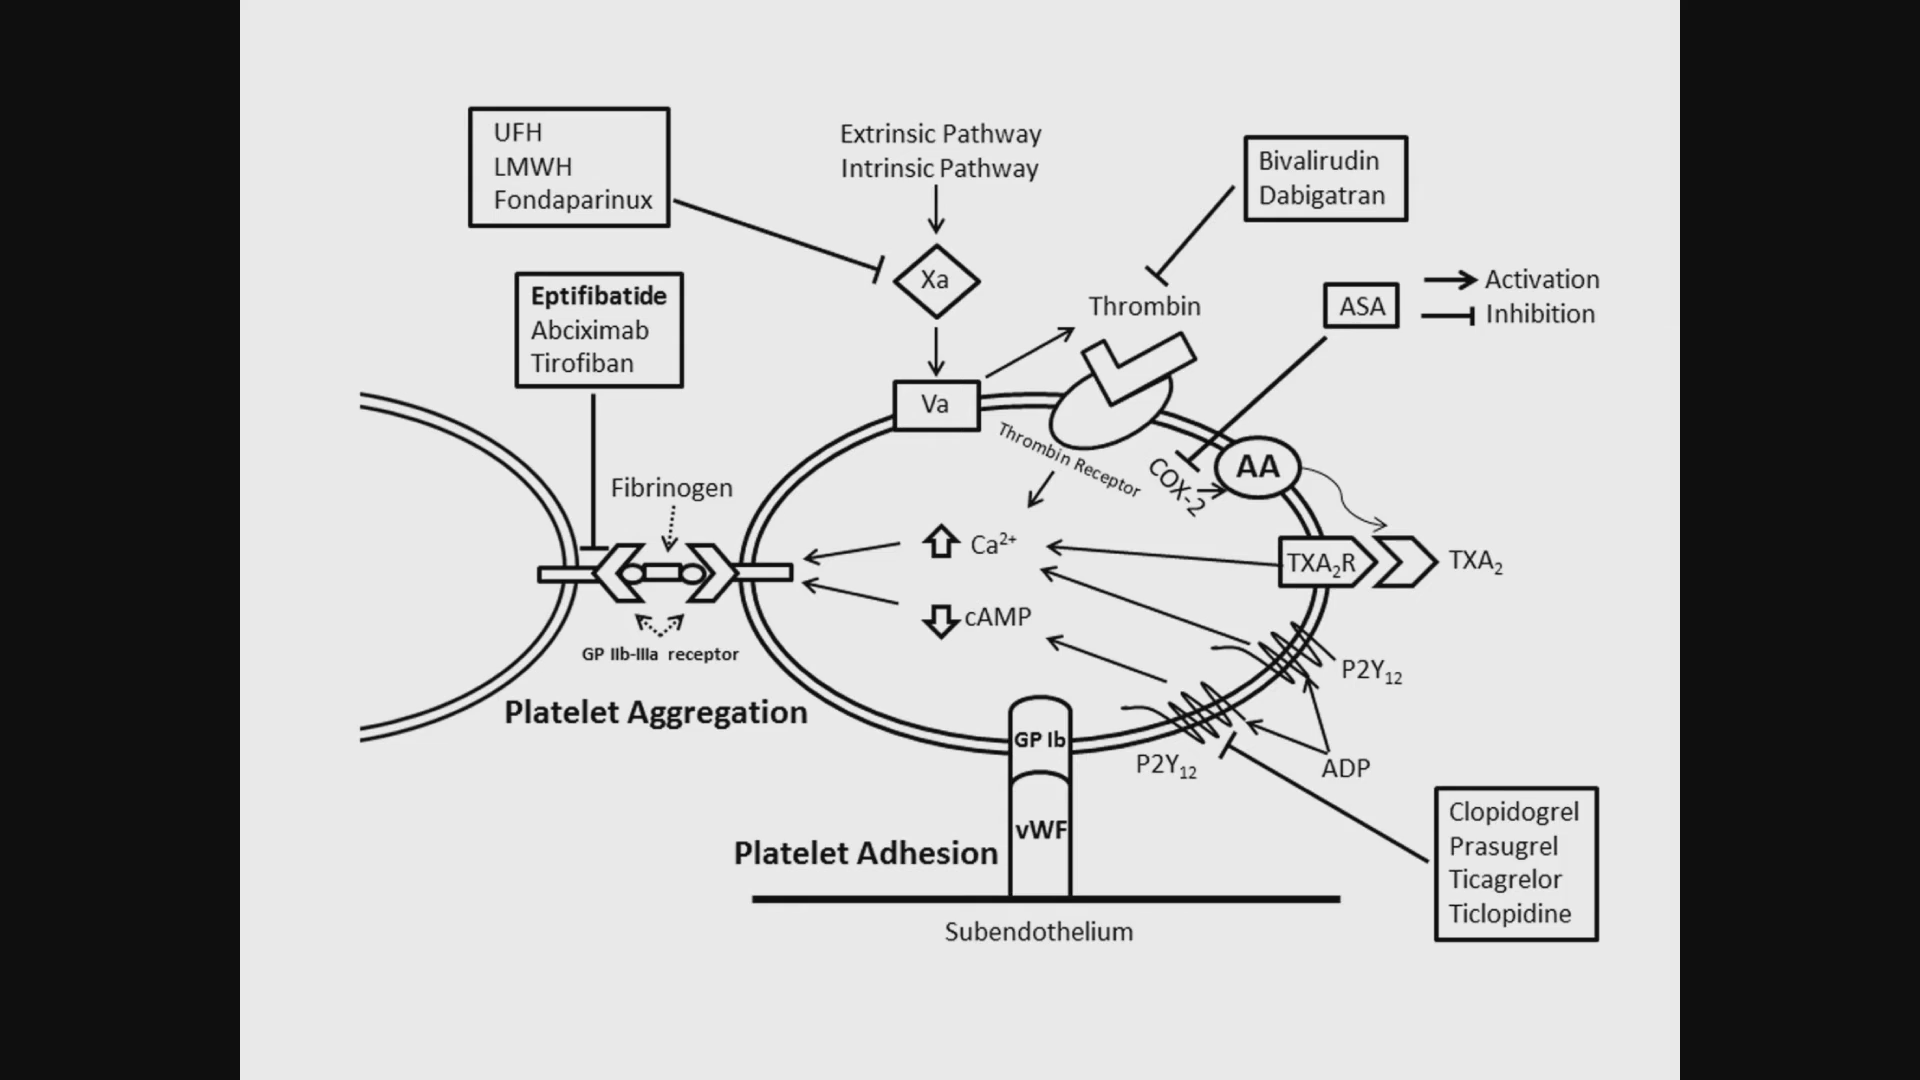 UFH
LMWH
Fondaparinux
Extrinsic Pathway
Intrinsic Pathway
Bivalirudin
Dabigatran
Xa
Eptifibatide
Abciximab
Tirofiban
Thrombin
ASA
Activation
Inhibition
Va
Thrombin Receptor
COX-2
AA
Fibrinogen
Ca²⁺
TXA₂R
TXA₂
cAMP
GP IIb-IIIa receptor
P2Y₁₂
Platelet Aggregation
GP Ib
P2Y₁₂
ADP
vWF
Platelet Adhesion
Clopidogrel
Prasugrel
Ticagrelor
Ticlopidine
Subendothelium